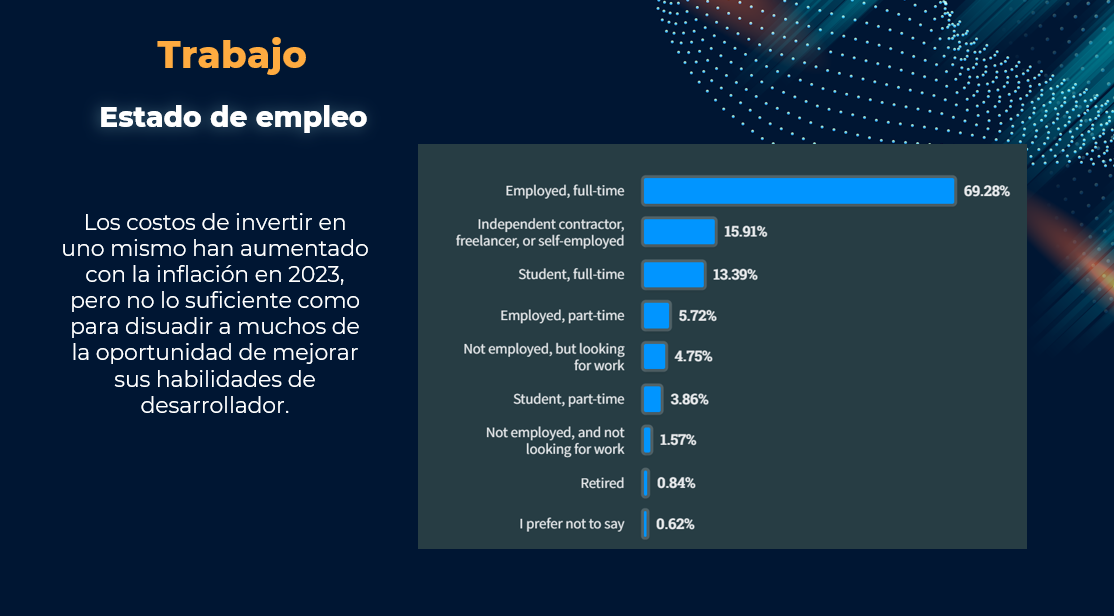 Trabajo
Estado de empleo
Los costos de invertir en
uno mismo han aumentado
con la inflación en 2023,
pero no lo suficiente como
para disuadir a muchos de
la oportunidad de mejorar
sus habilidades de
desarrollador.
Employed, full-time 69.28%
Independent contractor,
freelancer, or self-employed 15.91%
Student, full-time 13.39%
Employed, part-time 5.72%
Not employed, but looking
for work 4.75%
Student, part-time 3.86%
Not employed, and not
looking for work 1.57%
Retired 0.84%
I prefer not to say 0.62%